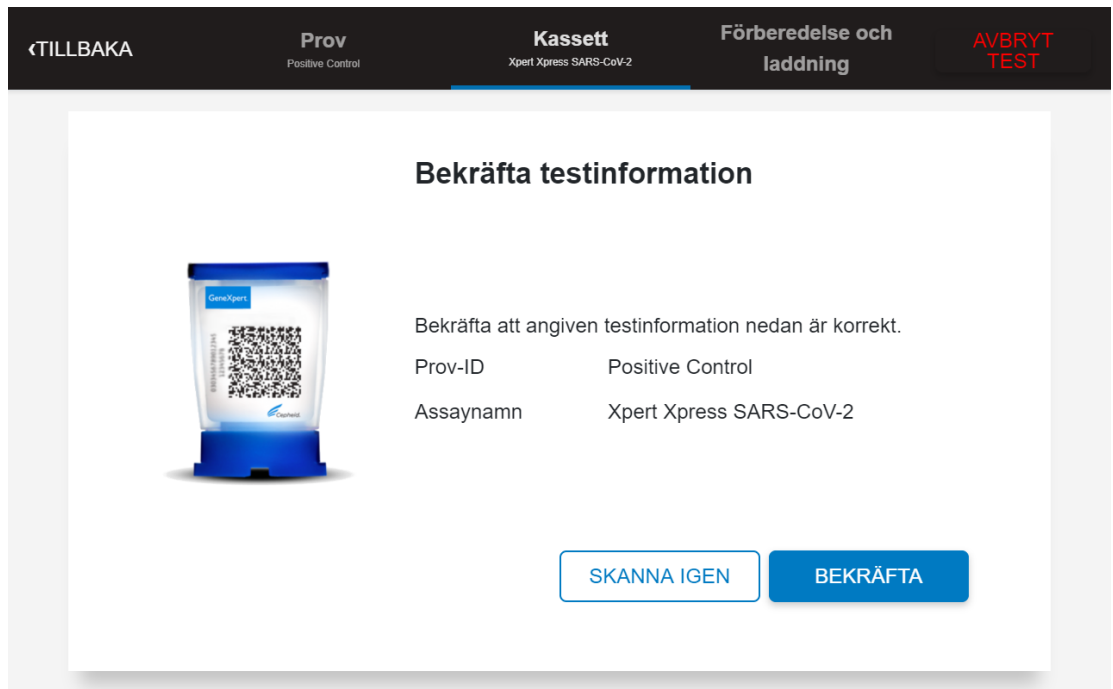 ‹TILLBAKA
Prov
Positive Control
Kassett
Xpert Xpress SARS-CoV-2
Förberedelse och
laddning
AVBRYT
TEST
Bekräfta testinformation
GeneXpert
Cepheid.
Bekräfta att angiven testinformation nedan är korrekt.
Prov-ID Positive Control
Assaynamn Xpert Xpress SARS-CoV-2
SKANNA IGEN
BEKRÄFTA